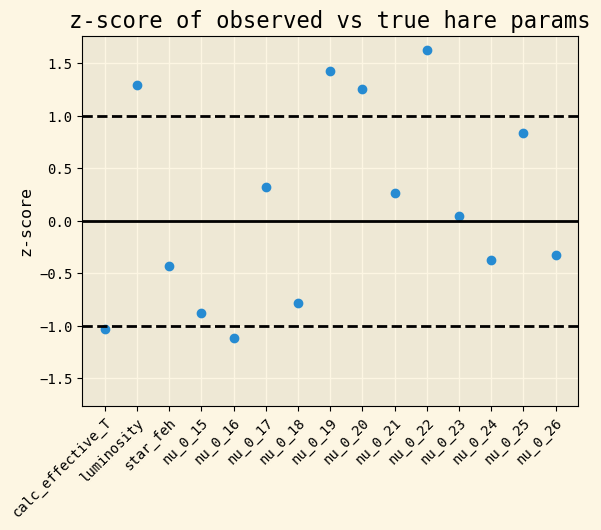 z-score of observed vs true hare params
z-score
1.5
1.0
0.5
0.0
−0.5
−1.0
−1.5
calc_effective_T
luminosity
star_feh
nu_0_15
nu_0_16
nu_0_17
nu_0_18
nu_0_19
nu_0_20
nu_0_21
nu_0_22
nu_0_23
nu_0_24
nu_0_25
nu_0_26